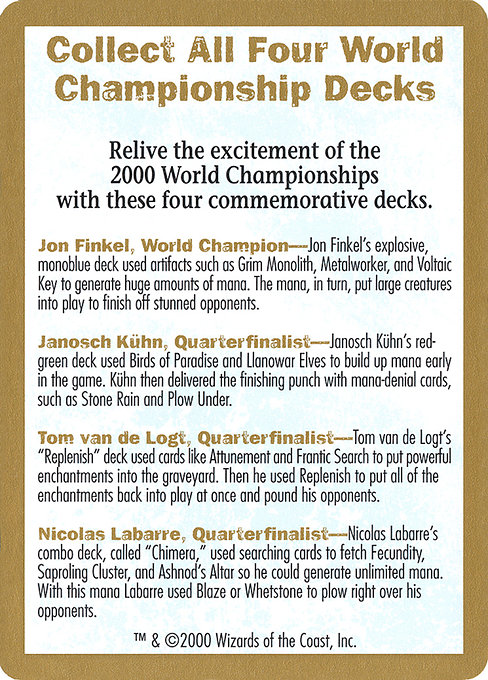 Collect All Four World
Championship Decks
Relive the excitement of the
2000 World Championships
with these four commemorative decks.
Jon Finkel, World Champion—Jon Finkel's explosive,
monoblue deck used artifacts such as Grim Monolith, Metalworker, and Voltaic
Key to generate huge amounts of mana. The mana, in turn, put large creatures
into play to finish off stunned opponents.
Janosch Kühn, Quarterfinalist—Janosch Kühn's red-
green deck used Birds of Paradise and Llanowar Elves to build up mana early
in the game. Kühn then delivered the finishing punch with mana-denial cards,
such as Stone Rain and Plow Under.
Tom van de Logt, Quarterfinalist—Tom van de Logt's
"Replenish" deck used cards like Attunement and Frantic Search to put powerful
enchantments into the graveyard. Then he used Replenish to put all of the
enchantments back into play at once and pound his opponents.
Nicolas Labarre, Quarterfinalist—Nicolas Labarre's
combo deck, called "Chimera," used searching cards to fetch Fecundity,
Saproling Cluster, and Ashnod's Altar so he could generate unlimited mana.
With this mana Labarre used Blaze or Whetstone to plow right over his
opponents.
™ & ©2000 Wizards of the Coast, Inc.